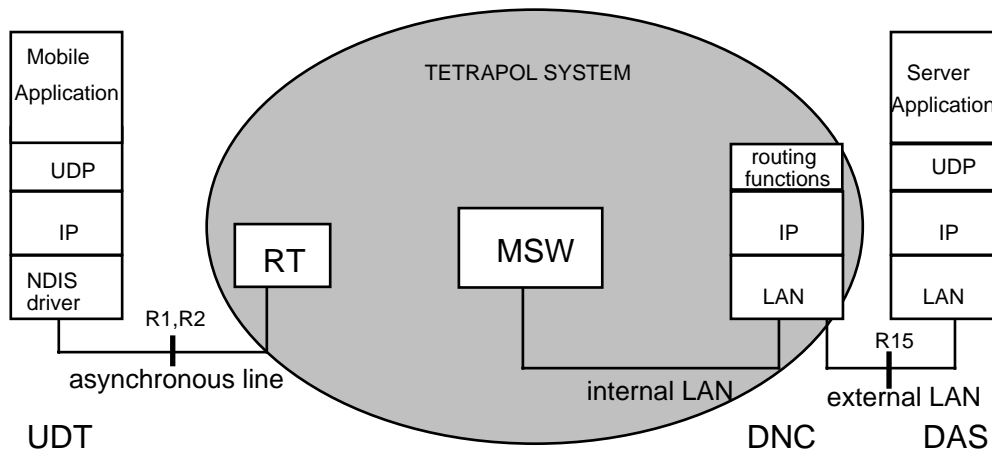 Mobile
Application
UDP
IP
NDIS
driver
R1,R2
asynchronous line
UDT
TETRAPOL SYSTEM
RT
MSW
internal LAN
routing
functions
IP
LAN
DNC
R15
external LAN
Server
Application
UDP
IP
LAN
DAS